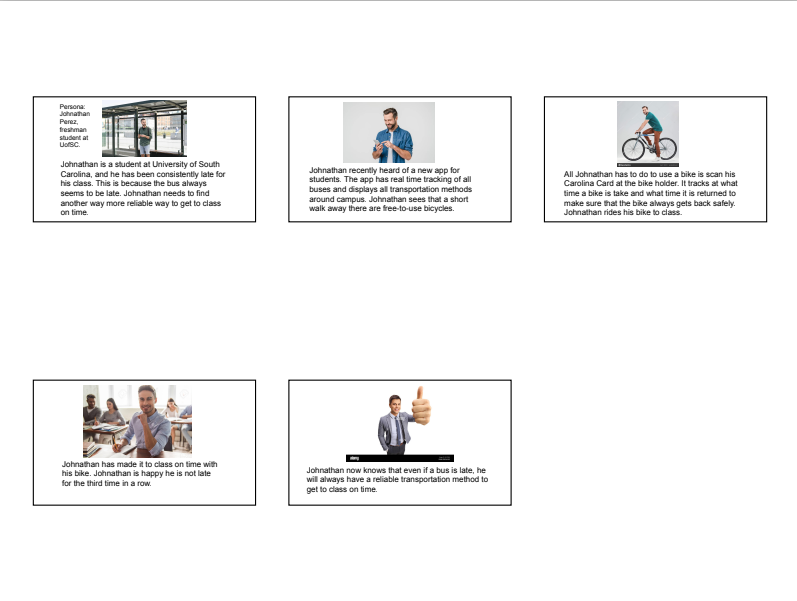 Persona:
Johnathan
Perez,
freshman
student at
UofSC.
Johnathan is a student at University of South
Carolina, and he has been consistently late for
his class. This is because the bus always
seems to be late. Johnathan needs to find
another way more reliable way to get to class
on time.
Johnathan recently heard of a new app for
students. The app has real time tracking of all
buses and displays all transportation methods
around campus. Johnathan sees that a short
walk away there are free-to-use bicycles.
All Johnathan has to do to use a bike is scan his
Carolina Card at the bike holder. It tracks at what
time a bike is take and what time it is returned to
make sure that the bike always gets back safely.
Johnathan rides his bike to class.
Johnathan has made it to class on time with
his bike. Johnathan is happy he is not late
for the third time in a row.
alamy
Johnathan now knows that even if a bus is late, he
will always have a reliable transportation method to
get to class on time.